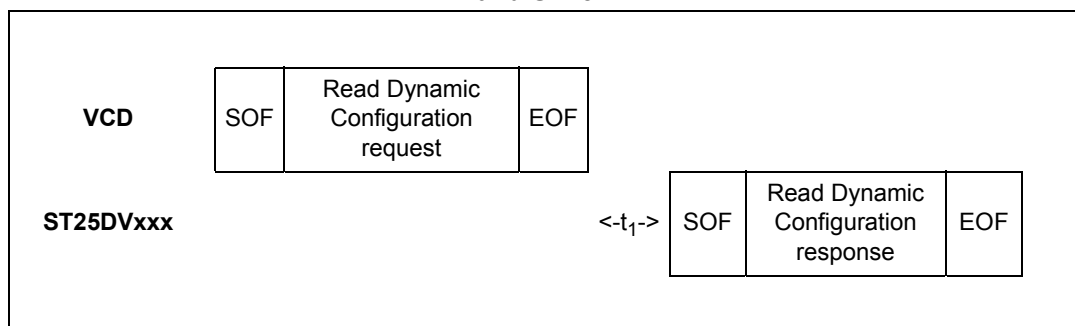 VCD
SOF
Read Dynamic
Configuration
request
EOF
ST25DVxxx
<-t1->
SOF
Read Dynamic
Configuration
response
EOF